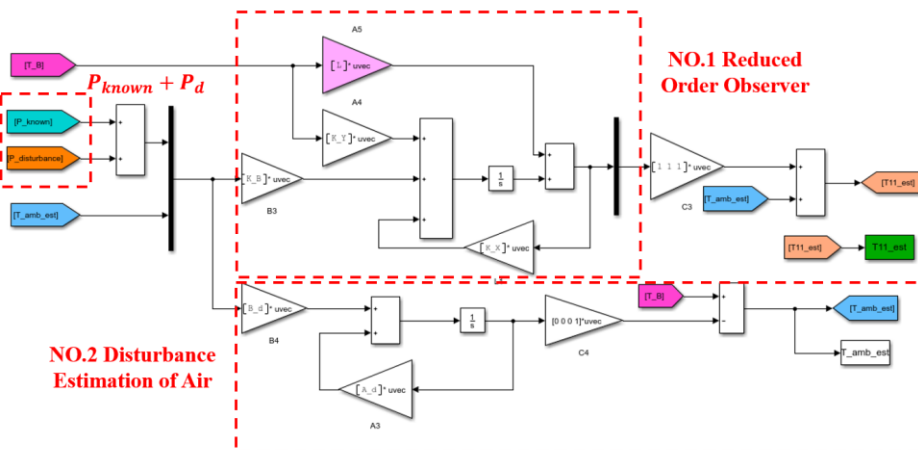 A5
[T_B]
P_known + P_d
[L]* uvec
NO.1 Reduced
Order Observer
A4
[P_known]
[K_Y]* uvec
[P_disturbance]
[K_B]* uvec
[1 1 1]* uvec
[T11_est]
1
s
B3
[T_amb_est]
C3
[T_amb_est]
[K_X]* uvec
[T11_est]
T11_est
[T_B]
[B_d]* uvec
1
s
[0 0 0 1]*uvec
[T_amb_est]
B4
C4
T_amb_est
NO.2 Disturbance
Estimation of Air
[A_d]* uvec
A3